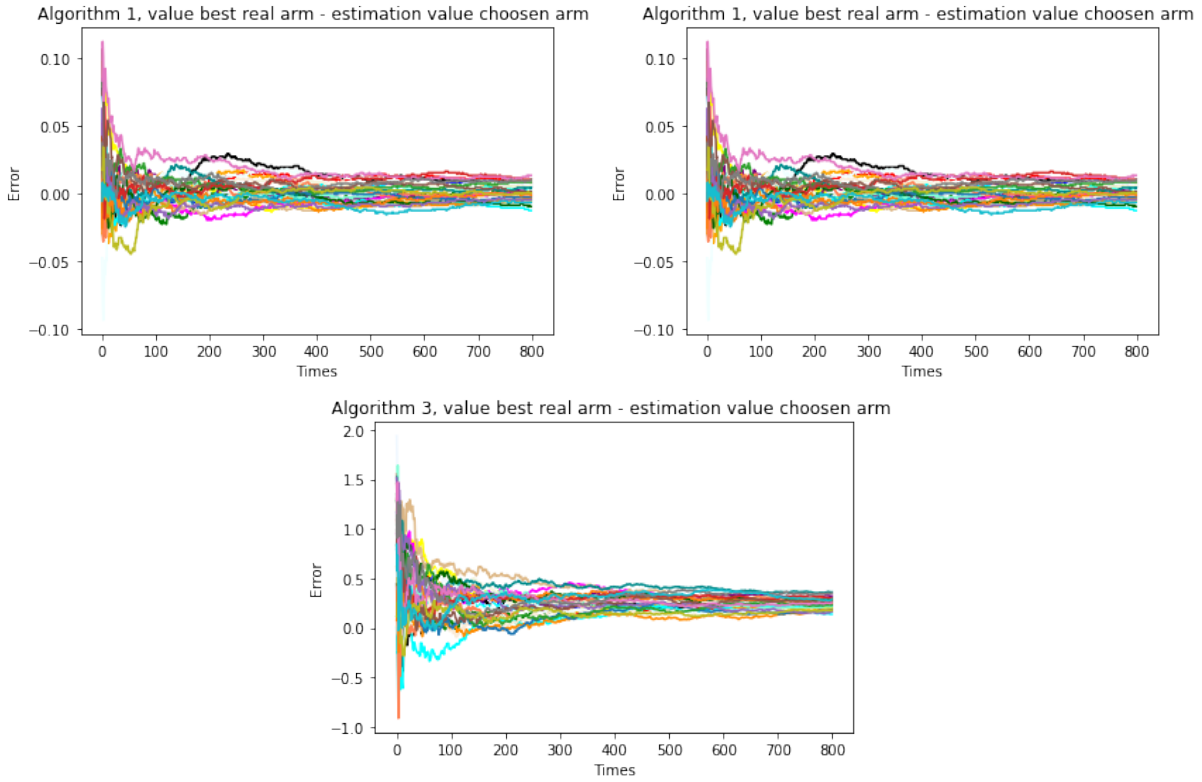 Algorithm 1, value best real arm - estimation value choosen arm
0.10
0.05
0.00
−0.05
−0.10
Error
0 100 200 300 400 500 600 700 800
Times
Algorithm 1, value best real arm - estimation value choosen arm
0.10
0.05
0.00
−0.05
−0.10
Error
0 100 200 300 400 500 600 700 800
Times
Algorithm 3, value best real arm - estimation value choosen arm
2.0
1.5
1.0
0.5
0.0
−0.5
−1.0
Error
0 100 200 300 400 500 600 700 800
Times